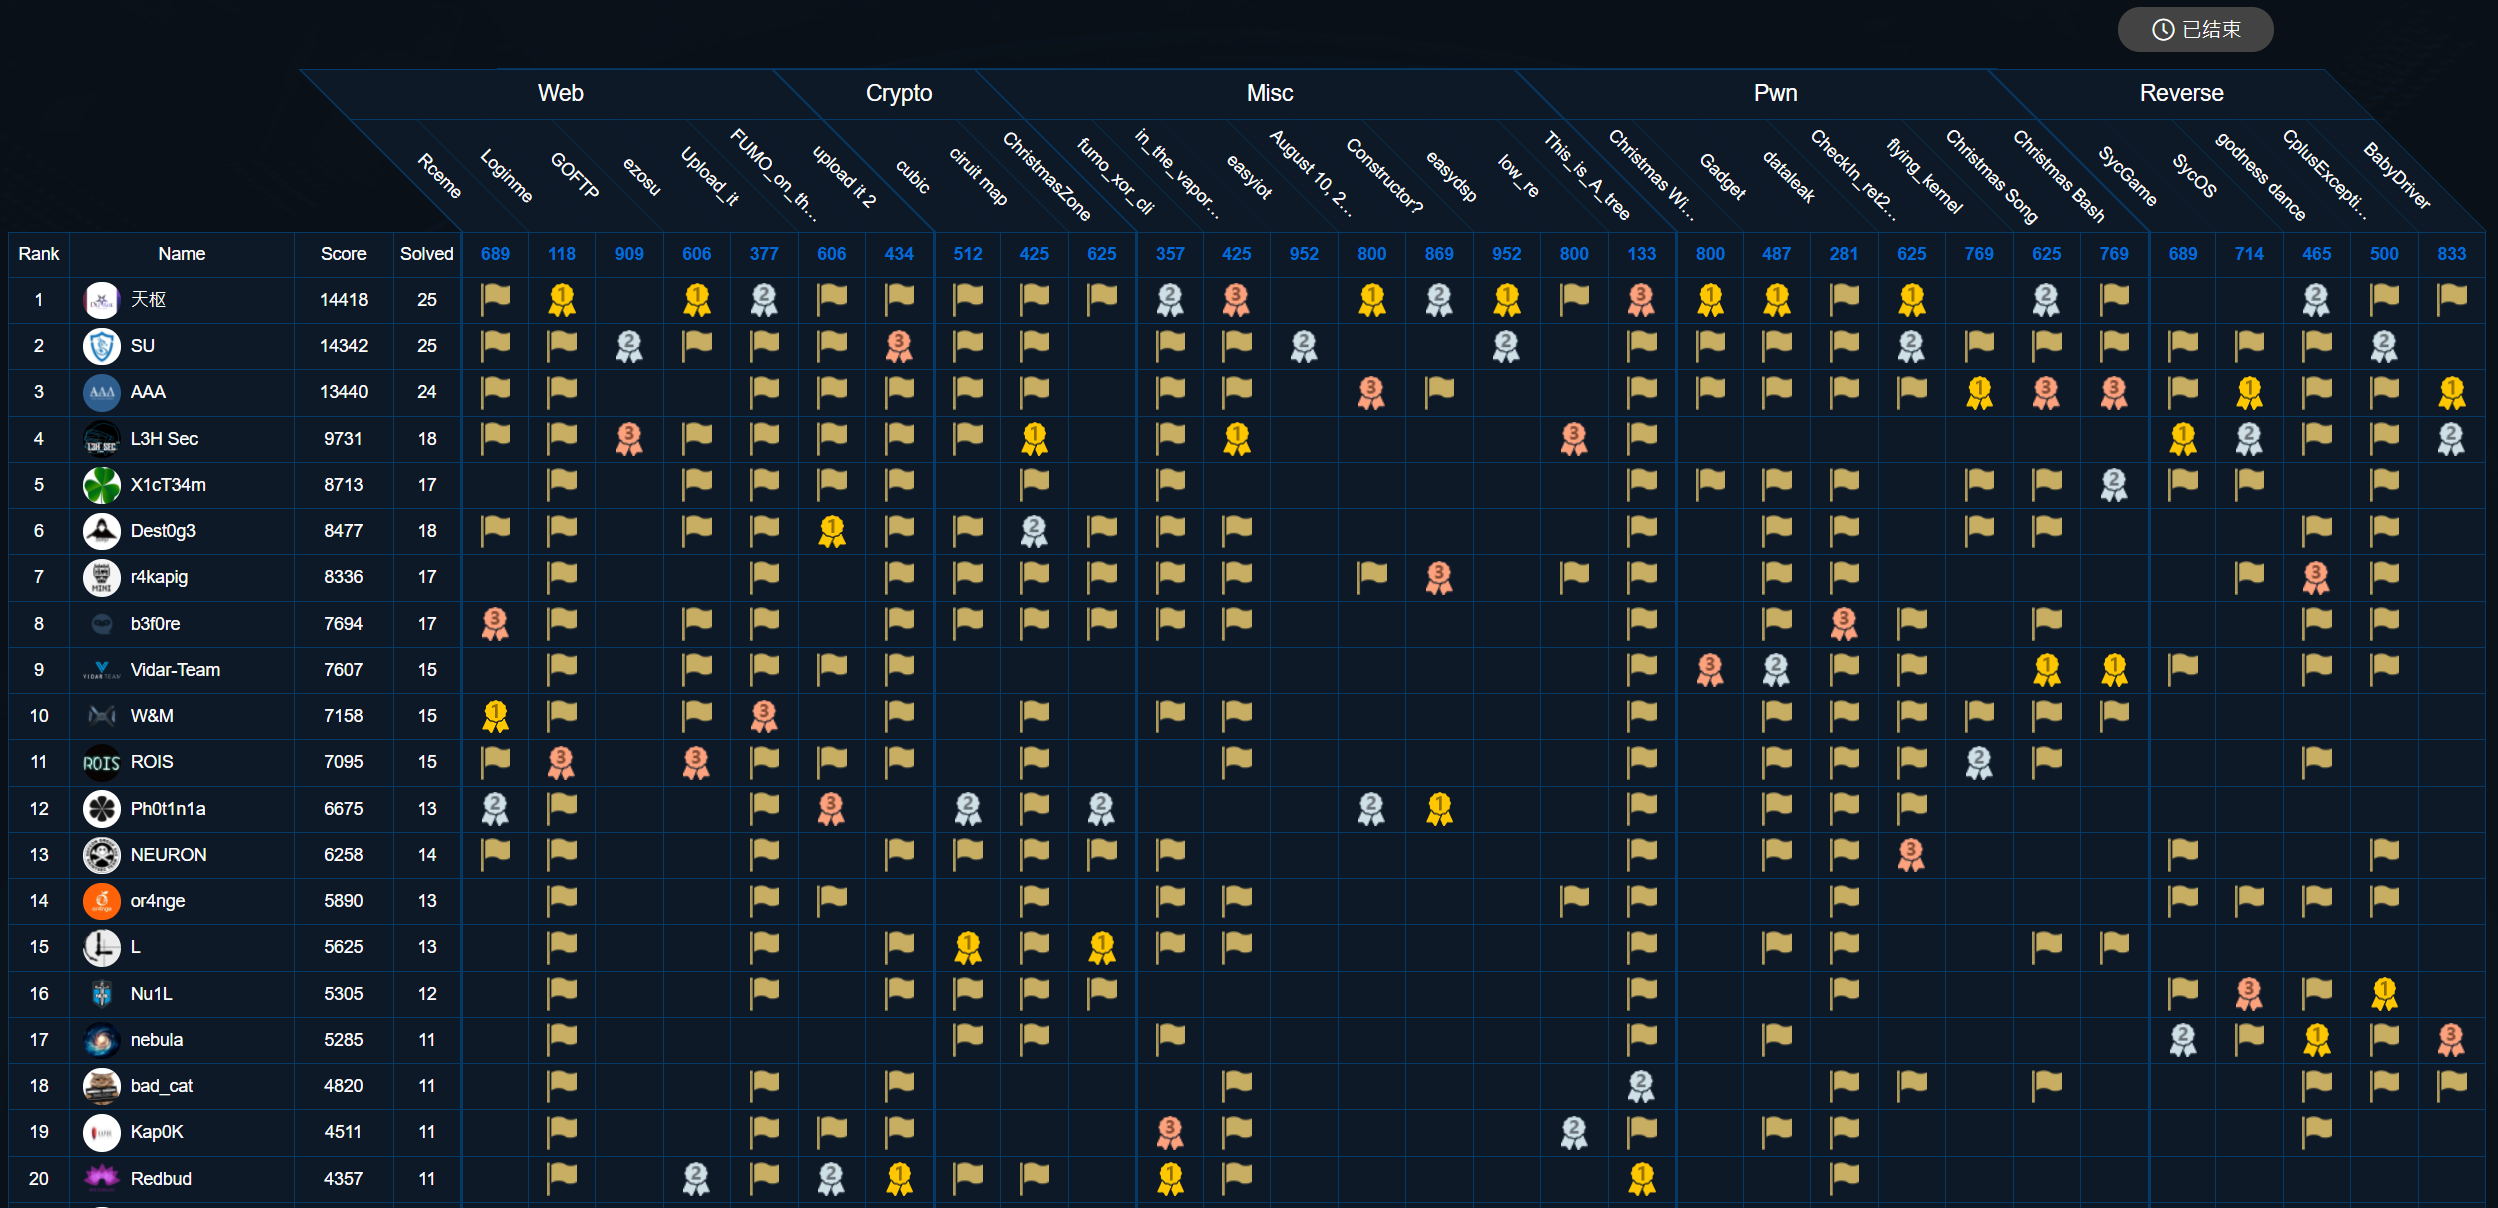 已结束
Web Crypto Misc Pwn Reverse
Rceme Loginme GOFTP ezosu Upload_it FUMO_on_th... upload it 2 cubic ciruit map ChristmasZone fumo_xor_cli in_the_vapor... easyiot August 10, 2... Constructor? easydsp low_re This_is_A_tree Christmas Wi... Gadget dataleak CheckIn_ret2... flying_kernel Christmas Song Christmas Bash SycGame SycOS godness dance CplusExcepti... BabyDriver
Rank Name Score Solved 689 118 909 606 377 606 434 512 425 625 357 425 952 800 869 952 800 133 800 487 281 625 769 625 769 689 714 465 500 833
1 天枢 14418 25 1 1 2 2 3 1 2 1 3 1 1 1 2 2
2 SU 14342 25 2 3 2 2 2 2
3 AAA AAA 13440 24 3 1 3 3 1 1
4 L3H_SEC L3H Sec 9731 18 3 1 1 3 1 2 2
5 X1cT34m 8713 17 2
6 Dest0g3 8477 18 1 2
7 MINI r4kapig 8336 17 3 3
8 b3f0re 7694 17 3 3
9 VIDAR TEAM Vidar-Team 7607 15 3 2 1 1
10 W&M 7158 15 1 3
11 ROIS ROIS 7095 15 3 3 2
12 Ph0t1n1a 6675 13 2 3 2 2 2 1
13 NEURON 6258 14 3
14 or4nge or4nge 5890 13
15 L 5625 13 1 1
16 Nu1L 5305 12 3 1
17 nebula 5285 11 2 1 3
18 bad_cat 4820 11 2
19 Kap0K 4511 11 3 2
20 Redbud 4357 11 2 2 1 1 1